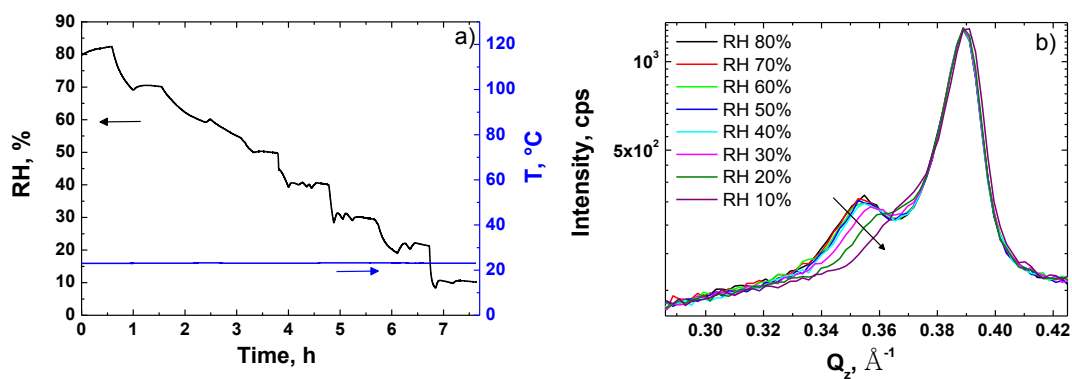 a)
RH, %
90
80
70
60
50
40
30
20
10
0
0 1 2 3 4 5 6 7
Time, h
120
100
80
60
40
20
0
T, °C
b)
RH 80%
RH 70%
RH 60%
RH 50%
RH 40%
RH 30%
RH 20%
RH 10%
Intensity, cps
10³
5x10²
0.30 0.32 0.34 0.36 0.38 0.40 0.42
Q_z, Å⁻¹